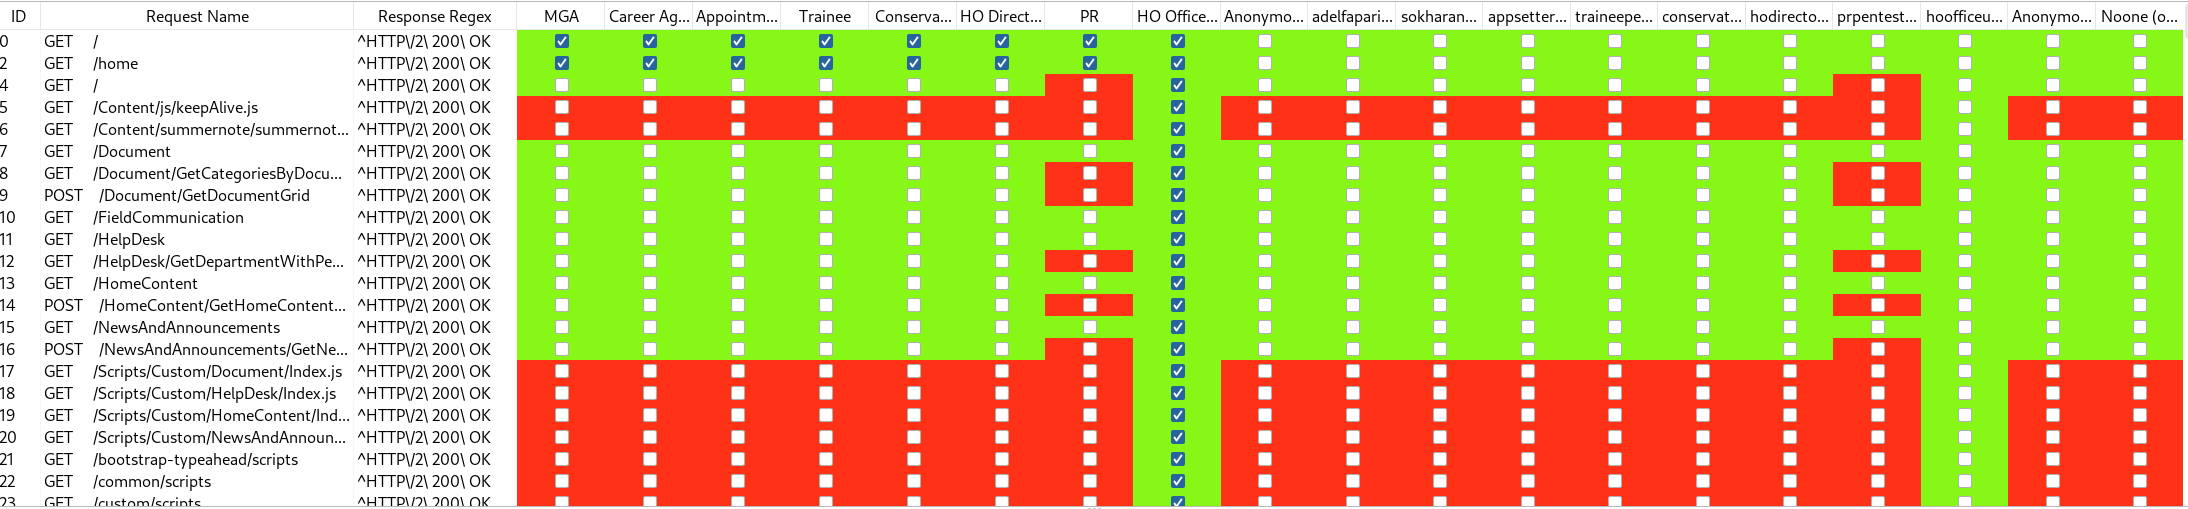 ID Request Name Response Regex MGA Career Ag... Appointm... Trainee Conserva... HO Direct... PR HO Office... Anonymo... adelfapari... sokharan... appsetter... traineepe... conservat... hodirecto... prpentest... hoofficeu... Anonymo... Noone (o...
0 GET / ^HTTP\/2\ 200\ OK
2 GET /home ^HTTP\/2\ 200\ OK
4 GET / ^HTTP\/2\ 200\ OK
5 GET /Content/js/keepAlive.js ^HTTP\/2\ 200\ OK
6 GET /Content/summernote/summernot... ^HTTP\/2\ 200\ OK
7 GET /Document ^HTTP\/2\ 200\ OK
8 GET /Document/GetCategoriesByDocu... ^HTTP\/2\ 200\ OK
9 POST /Document/GetDocumentGrid ^HTTP\/2\ 200\ OK
10 GET /FieldCommunication ^HTTP\/2\ 200\ OK
11 GET /HelpDesk ^HTTP\/2\ 200\ OK
12 GET /HelpDesk/GetDepartmentWithPe... ^HTTP\/2\ 200\ OK
13 GET /HomeContent ^HTTP\/2\ 200\ OK
14 POST /HomeContent/GetHomeContent... ^HTTP\/2\ 200\ OK
15 GET /NewsAndAnnouncements ^HTTP\/2\ 200\ OK
16 POST /NewsAndAnnouncements/GetNe... ^HTTP\/2\ 200\ OK
17 GET /Scripts/Custom/Document/Index.js ^HTTP\/2\ 200\ OK
18 GET /Scripts/Custom/HelpDesk/Index.js ^HTTP\/2\ 200\ OK
19 GET /Scripts/Custom/HomeContent/Ind... ^HTTP\/2\ 200\ OK
20 GET /Scripts/Custom/NewsAndAnnoun... ^HTTP\/2\ 200\ OK
21 GET /bootstrap-typeahead/scripts ^HTTP\/2\ 200\ OK
22 GET /common/scripts ^HTTP\/2\ 200\ OK
23 GET /custom/scripts ^HTTP\/2\ 200\ OK